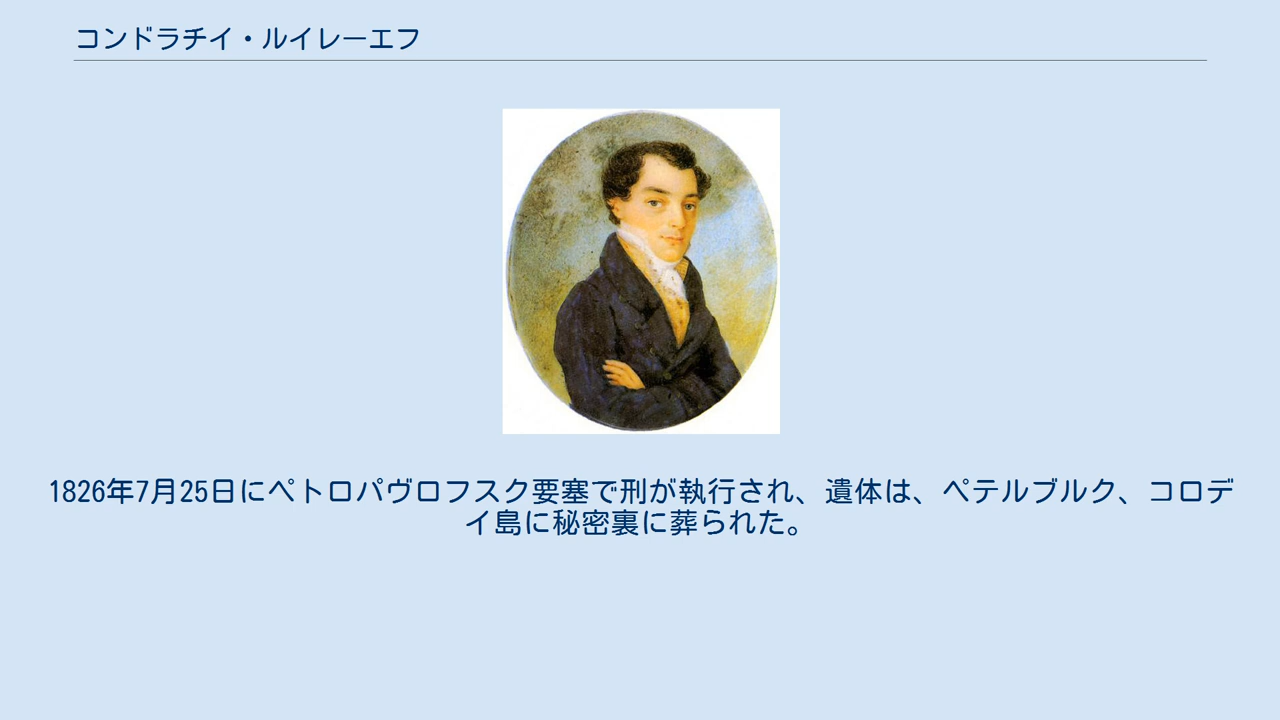 コンドラチイ・ルイレーエフ
1826年7月25日にペトロパヴロフスク要塞で刑が執行され、遺体は、ペテルブルク、コロデ
イ島に秘密裏に葬られた。